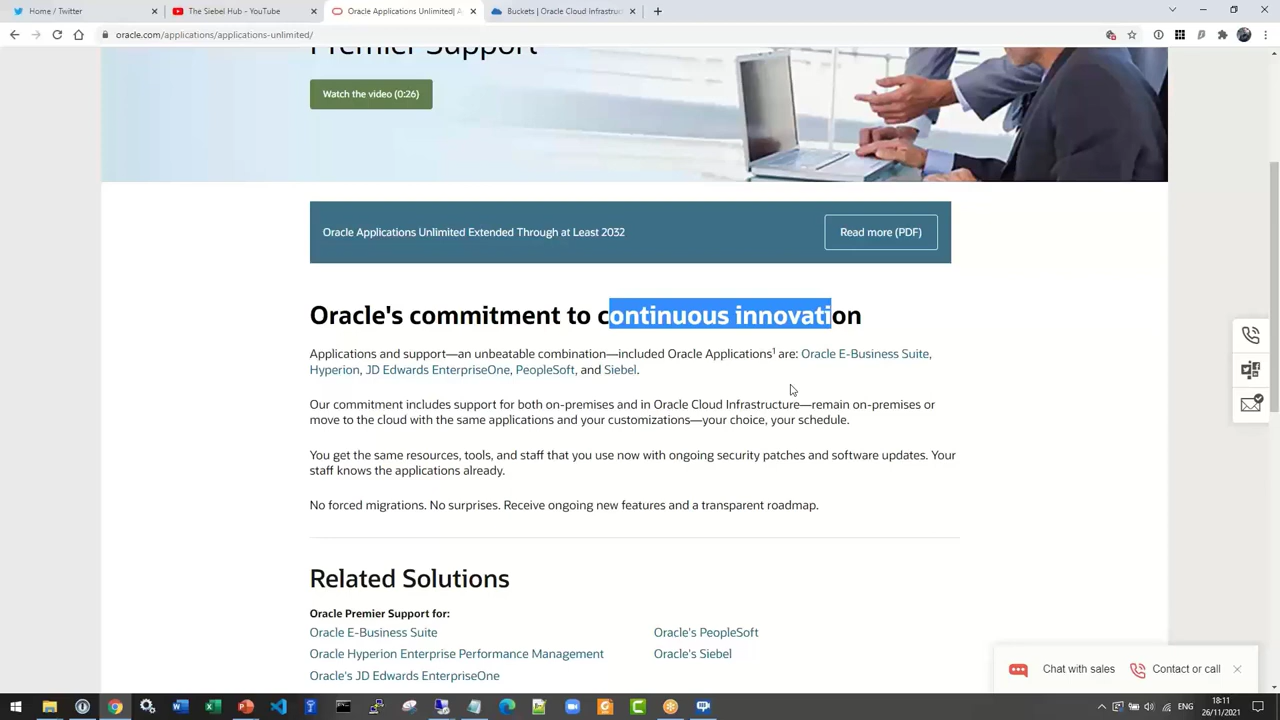 Home / Twitter
The Siebel Hub - YouTube
Oracle Applications Unlimited| A
Buckets | Oracle Cloud Infrastruc
oracle.com/applications/applications-unlimited/
Premier Support
Watch the video (0:26)
Oracle Applications Unlimited Extended Through at Least 2032
Read more (PDF)
Oracle's commitment to continuous innovation
Applications and support—an unbeatable combination—included Oracle Applications¹ are: Oracle E-Business Suite,
Hyperion, JD Edwards EnterpriseOne, PeopleSoft, and Siebel.
Our commitment includes support for both on-premises and in Oracle Cloud Infrastructure—remain on-premises or
move to the cloud with the same applications and your customizations—your choice, your schedule.
You get the same resources, tools, and staff that you use now with ongoing security patches and software updates. Your
staff knows the applications already.
No forced migrations. No surprises. Receive ongoing new features and a transparent roadmap.
Related Solutions
Oracle Premier Support for:
Oracle E-Business Suite
Oracle's PeopleSoft
Oracle Hyperion Enterprise Performance Management
Oracle's Siebel
Oracle's JD Edwards EnterpriseOne
Chat with sales
Contact or call
ENG
18:11
26/11/2021